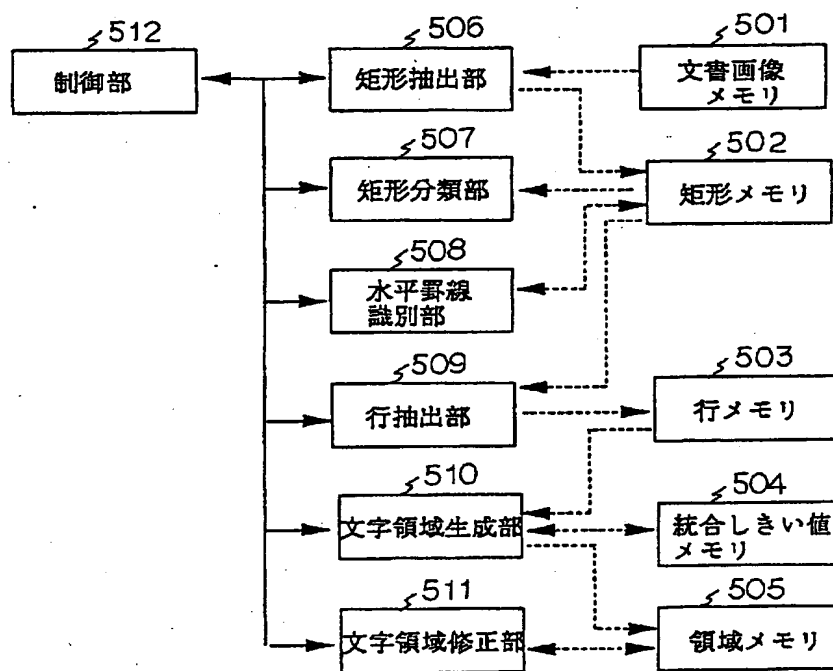 512
制御部
506
矩形抽出部
501
文書画像
メモリ
507
矩形分類部
502
矩形メモリ
508
水平罫線
識別部
509
行抽出部
503
行メモリ
510
文字領域生成部
504
統合しきい値
メモリ
511
文字領域修正部
505
領域メモリ